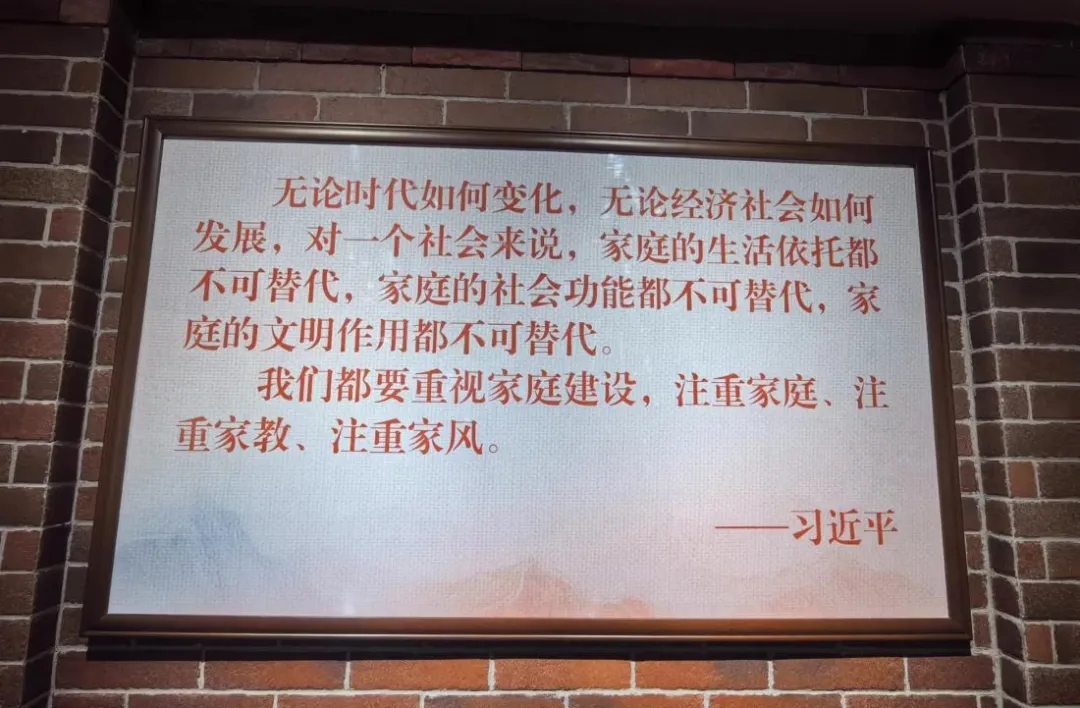 无论时代如何变化，无论经济社会如何
发展，对一个社会来说，家庭的生活依托都
不可替代，家庭的社会功能都不可替代，家
庭的文明作用都不可替代。
我们都要重视家庭建设，注重家庭、注
重家教、注重家风。
——习近平